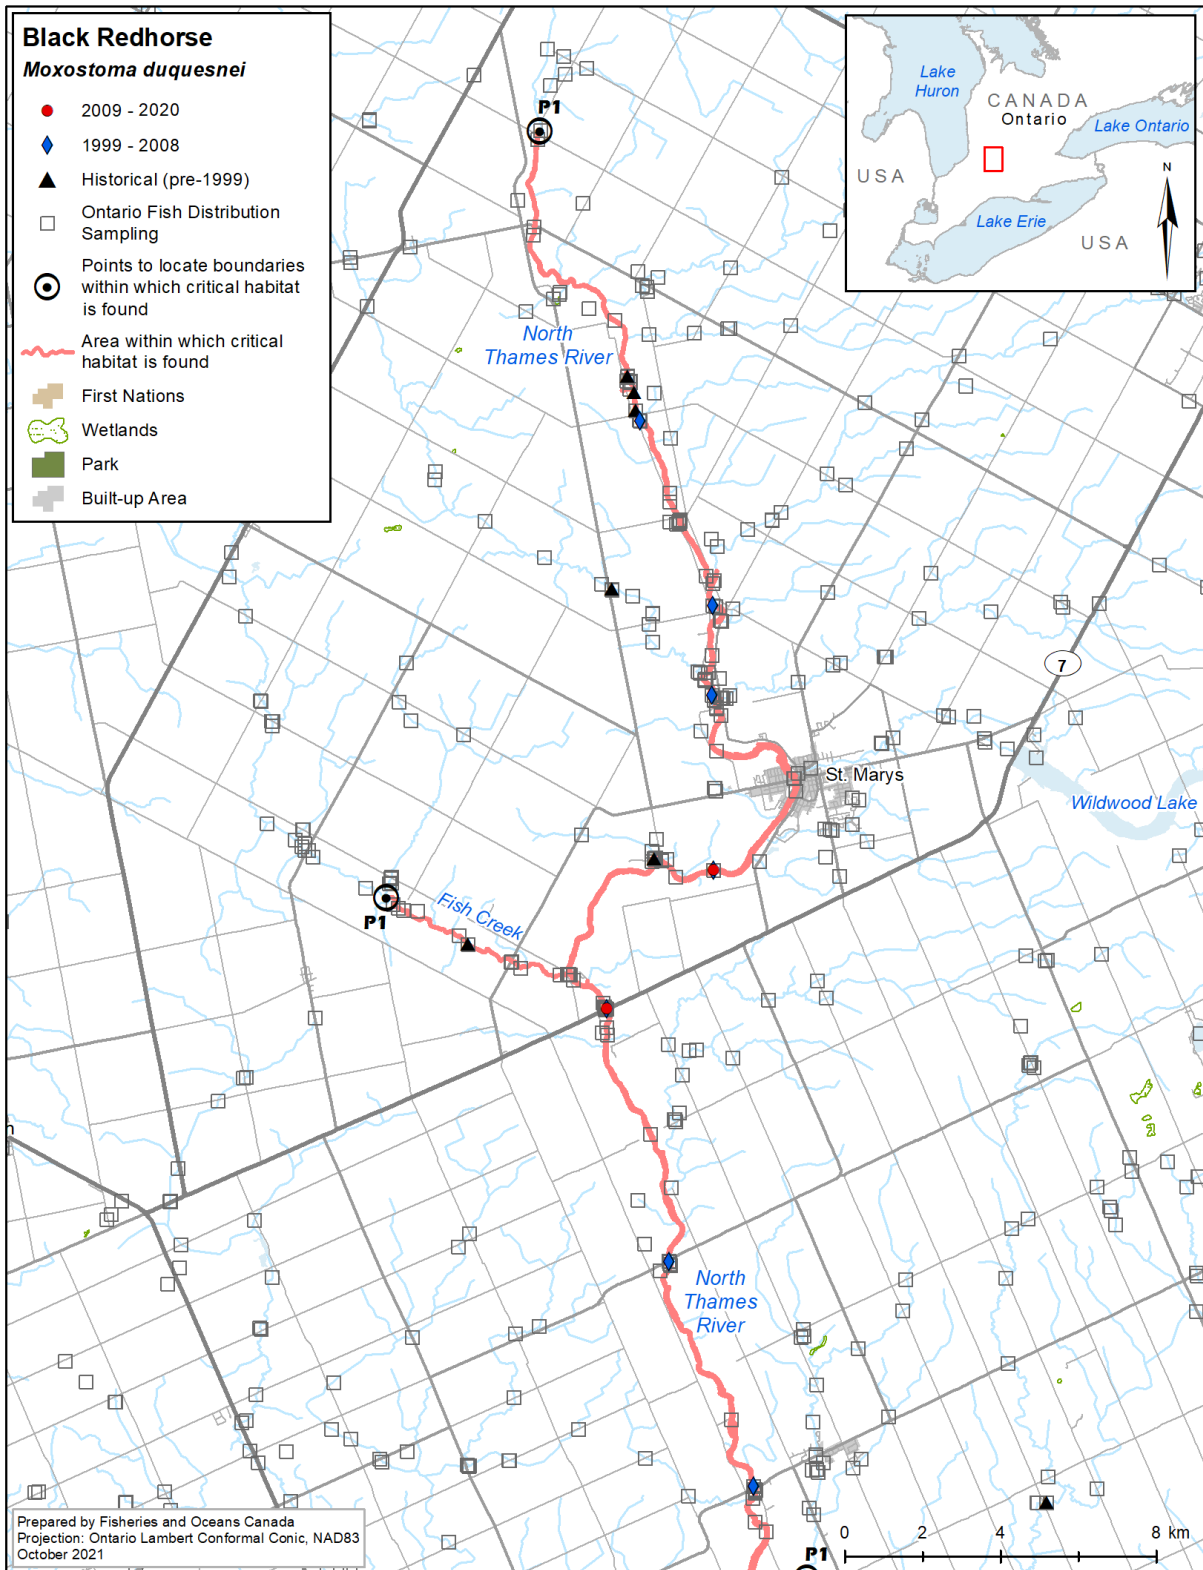 Black Redhorse
Moxostoma duquesnei
2009 - 2020
1999 - 2008
Historical (pre-1999)
Ontario Fish Distribution
Sampling
Points to locate boundaries
within which critical habitat
is found
Area within which critical
habitat is found
First Nations
Wetlands
Park
Built-up Area
Lake
Huron
CANADA
Ontario
Lake Ontario
USA
N
Lake Erie
USA
P1
North
Thames River
7
St. Marys
Wildwood Lake
Fish Creek
P1
n
North
Thames
River
Prepared by Fisheries and Oceans Canada
Projection: Ontario Lambert Conformal Conic, NAD83
October 2021
P1
0 2 4 8 km